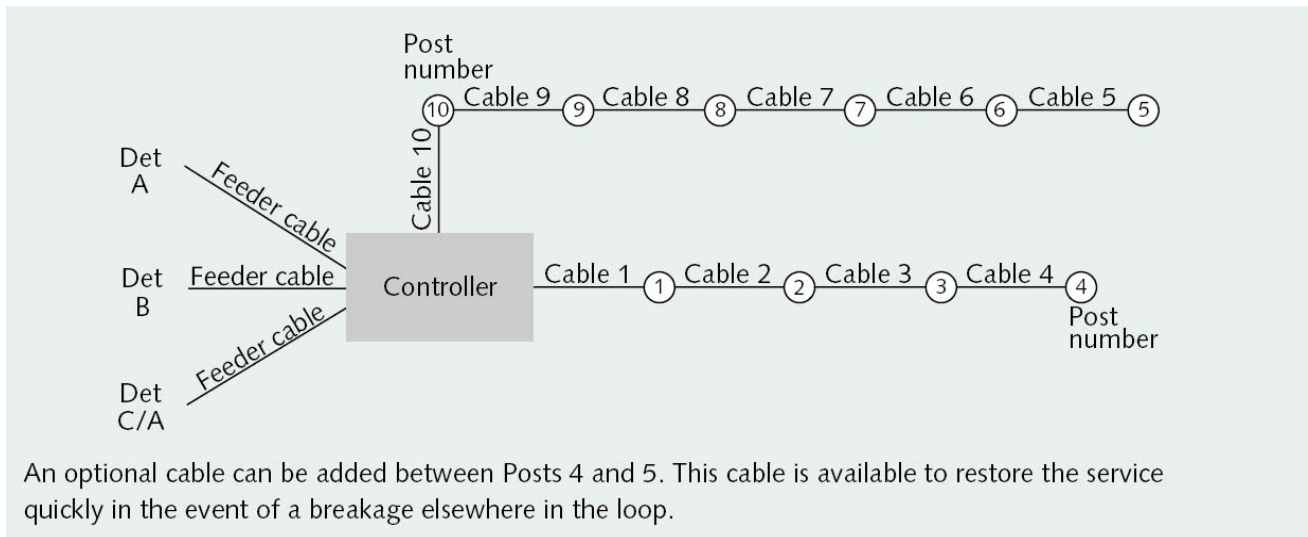 Post
number
10 Cable 9 9 Cable 8 8 Cable 7 7 Cable 6 6 Cable 5 5
Cable 10
Det
A
Feeder cable
Det
B
Feeder cable
Det
C/A
Feeder cable
Controller
Cable 1 1 Cable 2 2 Cable 3 3 Cable 4 4
Post
number
An optional cable can be added between Posts 4 and 5. This cable is available to restore the service
quickly in the event of a breakage elsewhere in the loop.